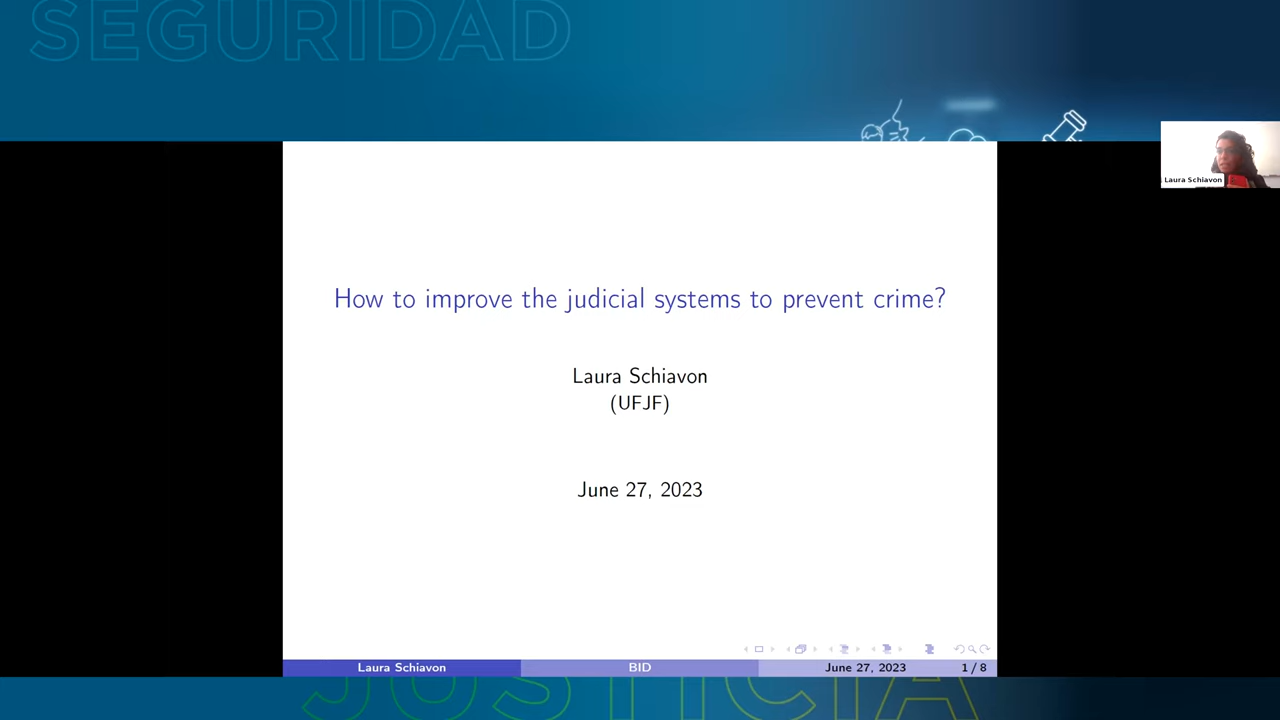 SEGURIDAD
Laura Schiavon
How to improve the judicial systems to prevent crime?
Laura Schiavon
(UFJF)
June 27, 2023
Laura Schiavon
BID
June 27, 2023
1 / 8
JUSTICIA